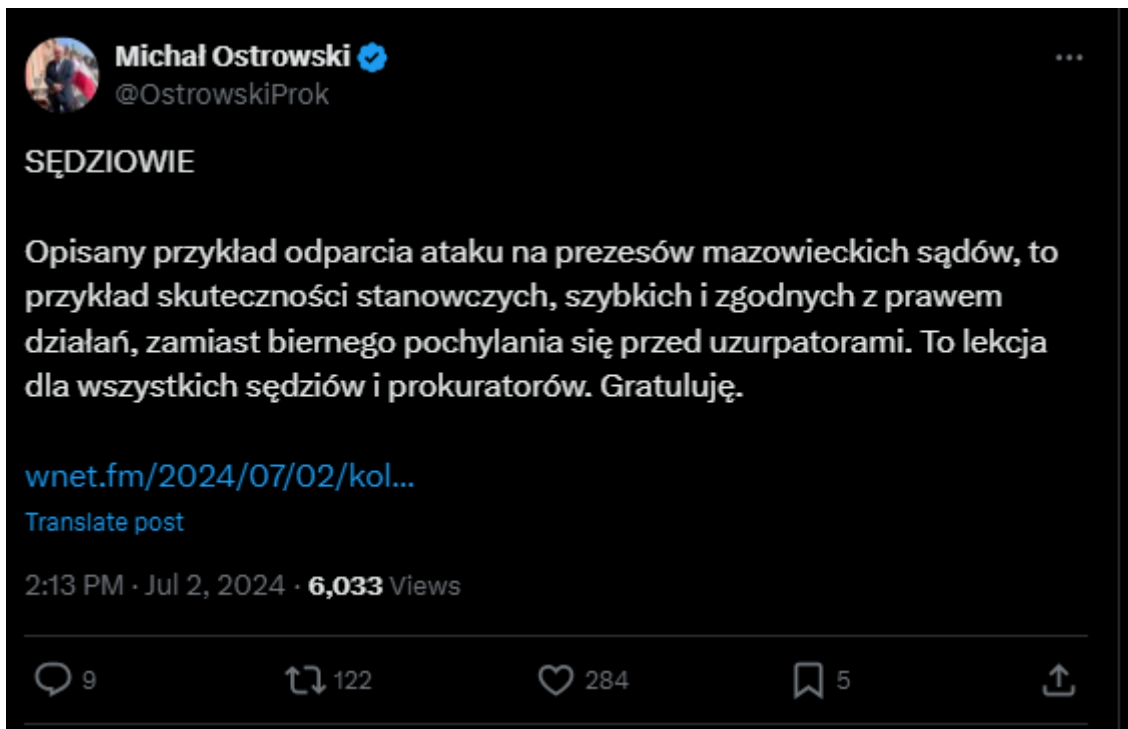 Michał Ostrowski
@OstrowskiProk
SĘDZIOWIE
Opisany przykład odparcia ataku na prezesów mazowieckich sądów, to
przykład skuteczności stanowczych, szybkich i zgodnych z prawem
działań, zamiast biernego pochylania się przed uzurpatorami. To lekcja
dla wszystkich sędziów i prokuratorów. Gratuluję.
wnet.fm/2024/07/02/kol...
Translate post
2:13 PM · Jul 2, 2024 · 6,033 Views
9 122 284 5